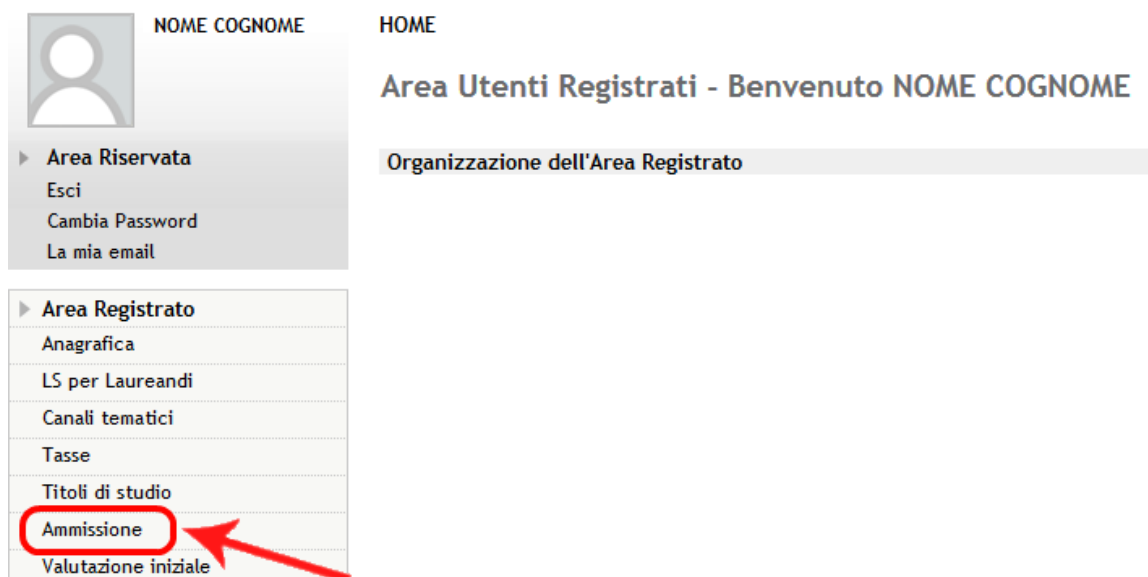 NOME COGNOME
Area Riservata
Esci
Cambia Password
La mia email
Area Registrato
Anagrafica
LS per Laureandi
Canali tematici
Tasse
Titoli di studio
Ammissione
Valutazione iniziale
HOME
Area Utenti Registrati - Benvenuto NOME COGNOME
Organizzazione dell'Area Registrato